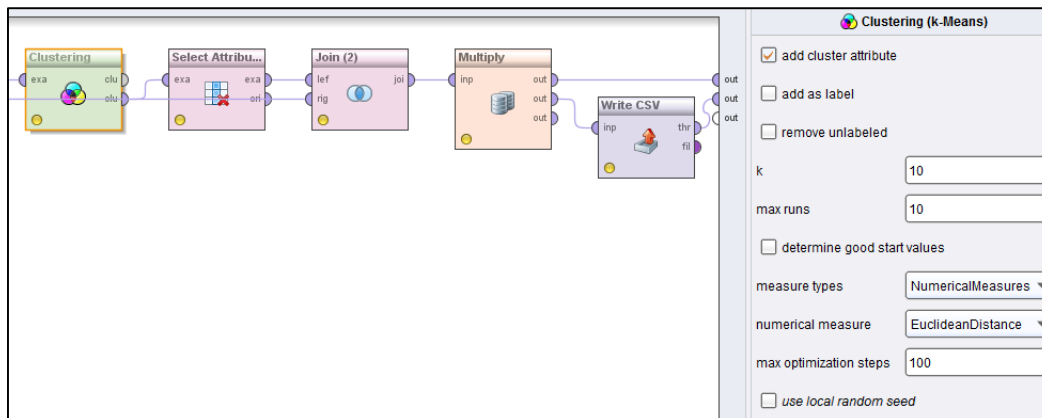 Clustering
exa
clu
clu
Select Attribu...
exa
exa
ori
Join (2)
lef
rig
joi
Multiply
inp
out
out
out
Write CSV
inp
thr
fil
out
out
out
Clustering (k-Means)
add cluster attribute
add as label
remove unlabeled
k
10
max runs
10
determine good start values
measure types
NumericalMeasures
numerical measure
EuclideanDistance
max optimization steps
100
use local random seed